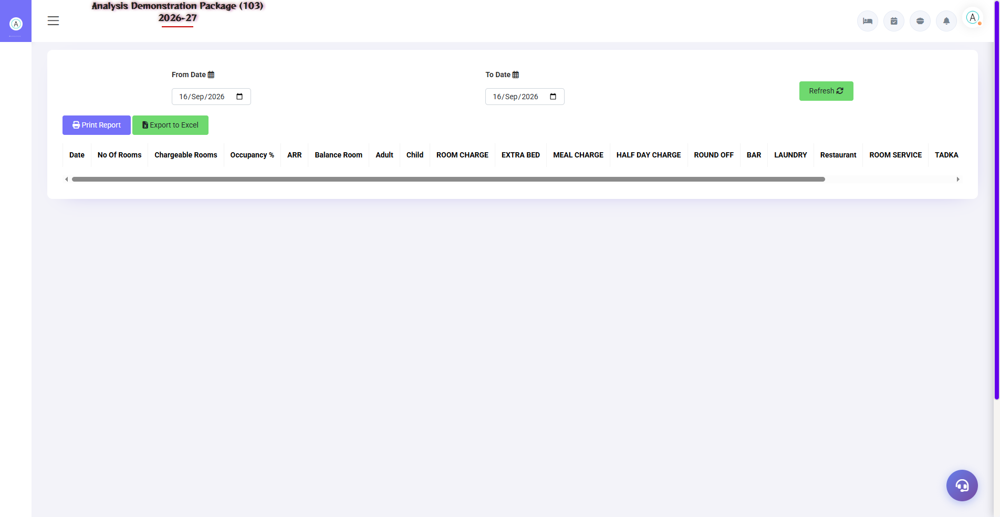 Analysis Demonstration Package (103)
2026-27
A
A
From Date
To Date
16/Sep/2026
16/Sep/2026
Refresh
Print Report
Export to Excel
Date No Of Rooms Chargeable Rooms Occupancy % ARR Balance Room Adult Child ROOM CHARGE EXTRA BED MEAL CHARGE HALF DAY CHARGE ROUND OFF BAR LAUNDRY Restaurant ROOM SERVICE TADKA